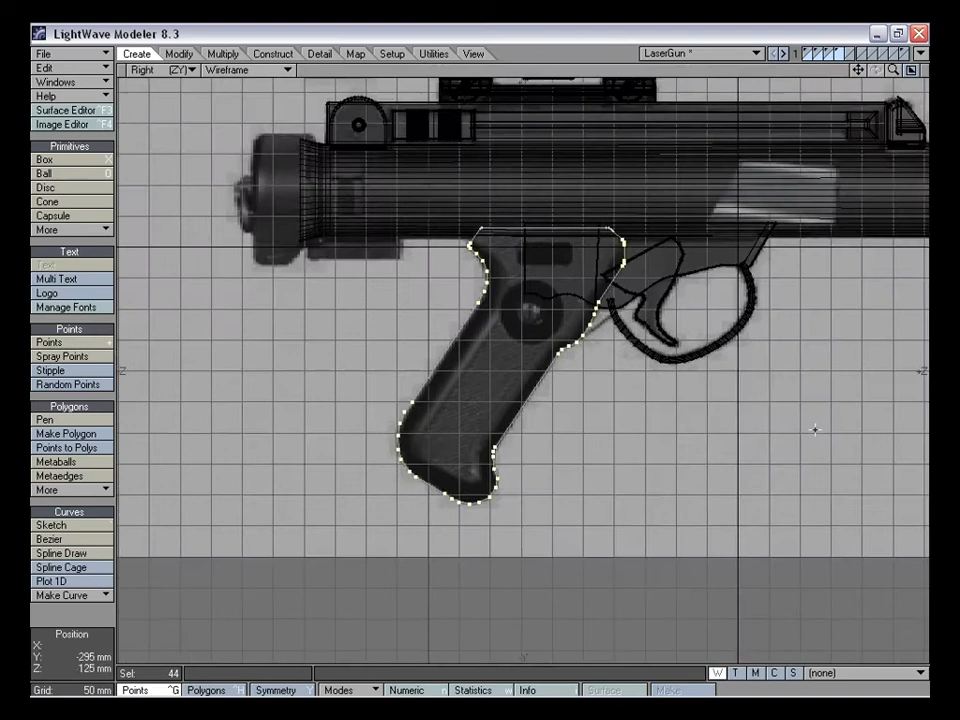 LightWave Modeler 8.3
File Create Modify Multiply Construct Detail Map Setup Utilities View LaserGun * 1
Edit Right (ZY) Wireframe
Windows
Help
Surface Editor F3
Image Editor ^F4
Primitives
Box X
Ball O
Disc
Cone
Capsule
More
Text
Text
Multi Text
Logo
Manage Fonts
Points
Points +
Spray Points
Stipple
Random Points
Polygons
Pen
Make Polygon
Points to Polys
Metaballs
Metaedges
More
Curves
Sketch
Bezier
Spline Draw
Spline Cage
Plot 1D
Make Curve
Position
X:
Y: -295 mm
Z: 125 mm
Sel: 44 W T M C S (none)
Grid: 50 mm Points ^G Polygons ^H Symmetry Y Modes Numeric n Statistics w Info i Surface Make